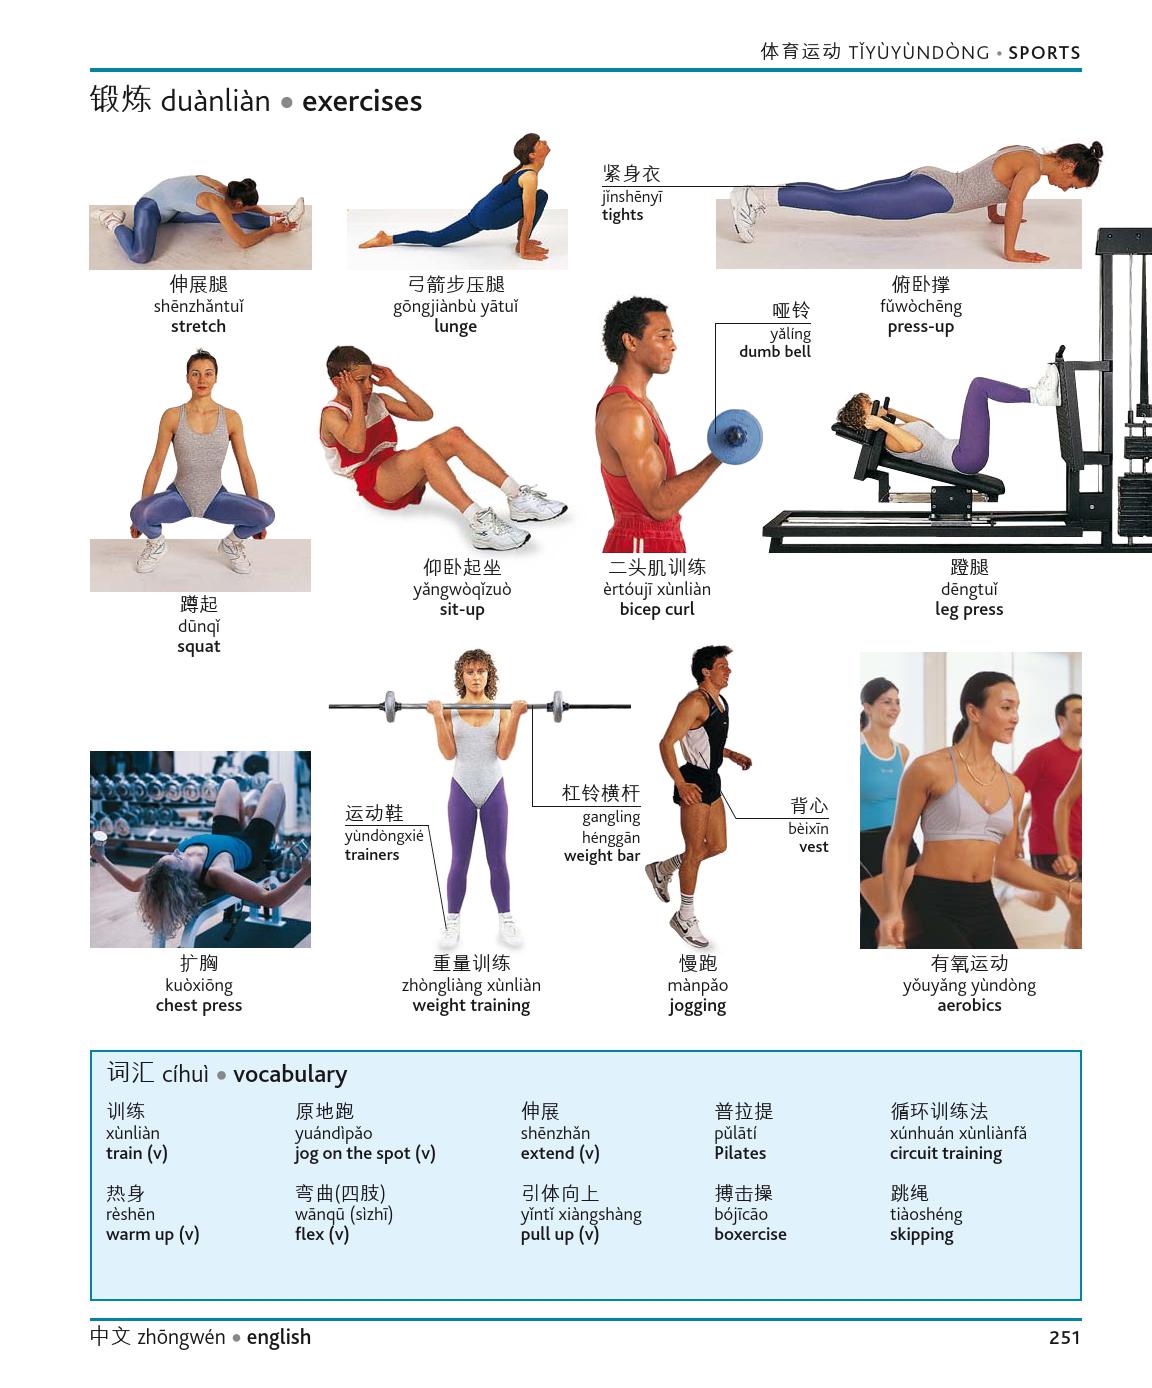 体育运动 TǏYÙYÙNDÒNG • SPORTS
锻炼 duànliàn • exercises
伸展腿
shēnzhǎntuǐ
stretch
弓箭步压腿
gōngjiànbù yātuǐ
lunge
紧身衣
jǐnshēnyī
tights
俯卧撑
fǔwòchēng
press-up
哑铃
yǎlíng
dumb bell
蹲起
dūnqǐ
squat
仰卧起坐
yǎngwòqǐzuò
sit-up
二头肌训练
èrtóujī xùnliàn
bicep curl
蹬腿
dēngtuǐ
leg press
扩胸
kuòxiōng
chest press
运动鞋
yùndòngxié
trainers
杠铃横杆
gangling
hénggān
weight bar
重量训练
zhòngliàng xùnliàn
weight training
背心
bèixīn
vest
慢跑
mànpǎo
jogging
有氧运动
yǒuyǎng yùndòng
aerobics
词汇 cíhuì • vocabulary
训练
xùnliàn
train (v)
原地跑
yuándìpǎo
jog on the spot (v)
伸展
shēnzhǎn
extend (v)
普拉提
pǔlātí
Pilates
循环训练法
xúnhuán xùnliànfǎ
circuit training
热身
rèshēn
warm up (v)
弯曲(四肢)
wānqū (sìzhī)
flex (v)
引体向上
yǐntǐ xiàngshàng
pull up (v)
搏击操
bójīcāo
boxercise
跳绳
tiàoshéng
skipping
中文 zhōngwén • english
251